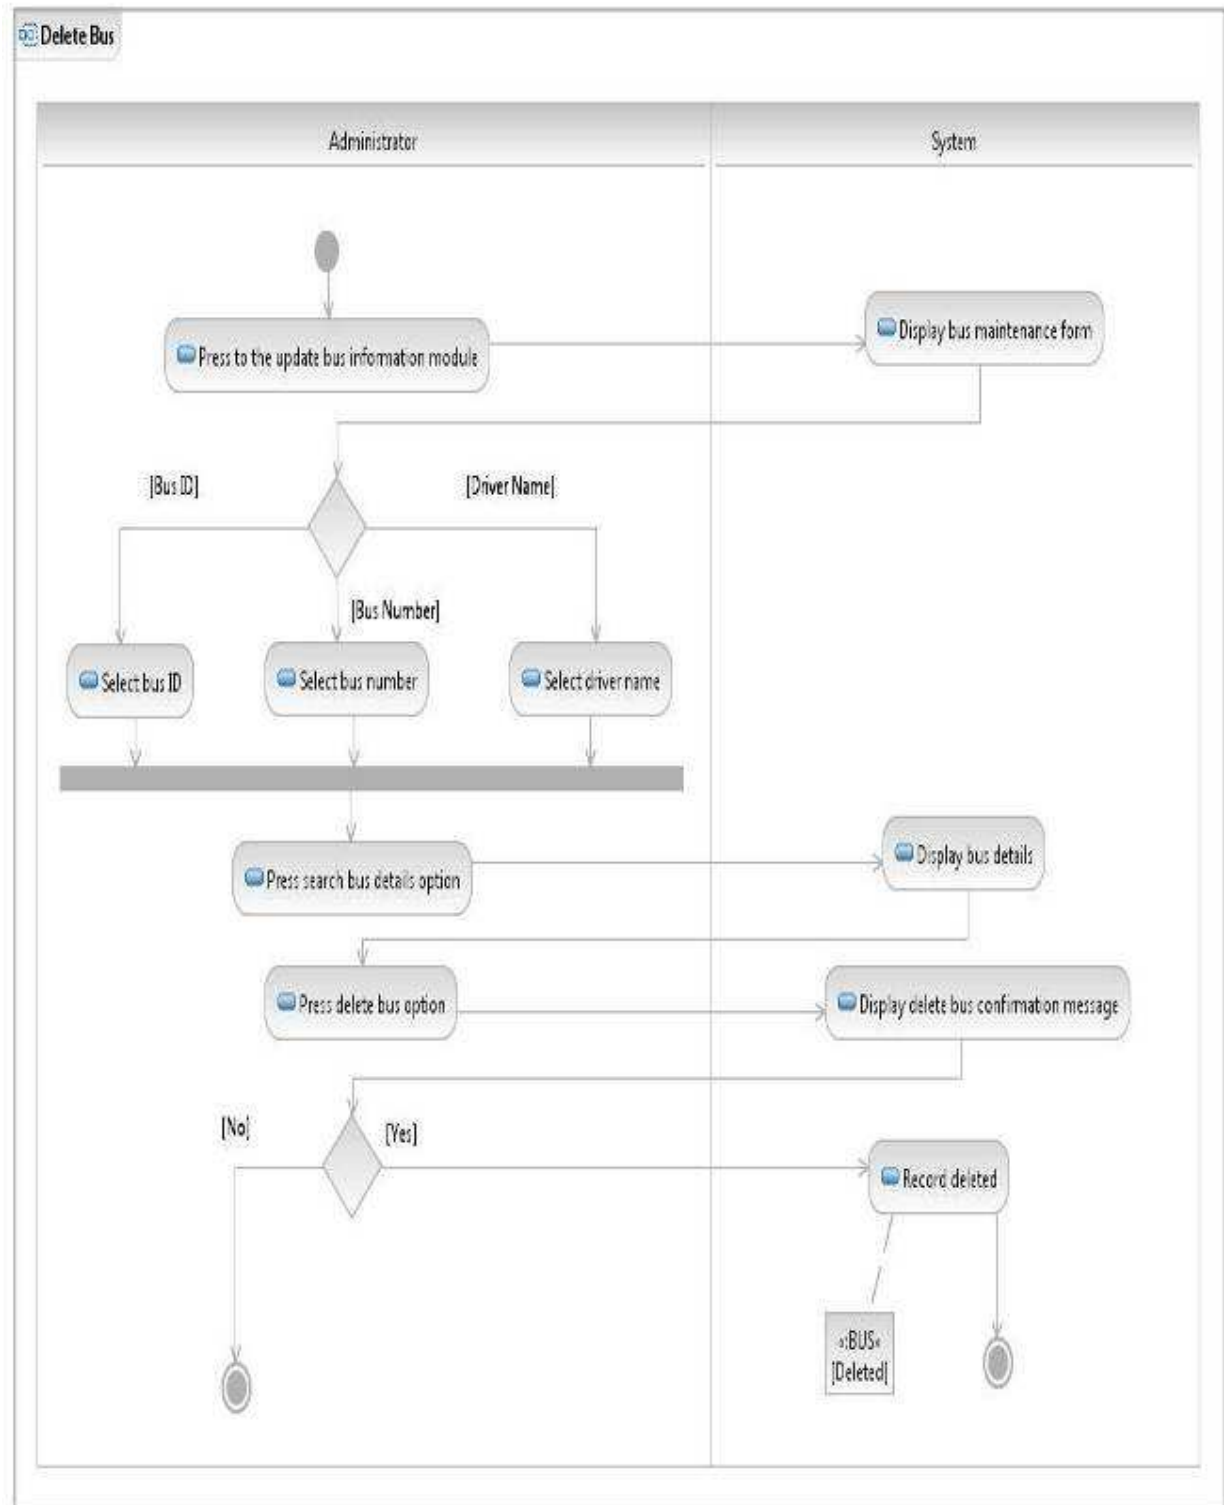 Delete Bus
Administrator
System
Press to the update bus information module
Display bus maintenance form
[Bus ID]
[Driver Name]
[Bus Number]
Select bus ID
Select bus number
Select driver name
Press search bus details option
Display bus details
Press delete bus option
Display delete bus confirmation message
[No]
[Yes]
Record deleted
«:BUS«
[Deleted]